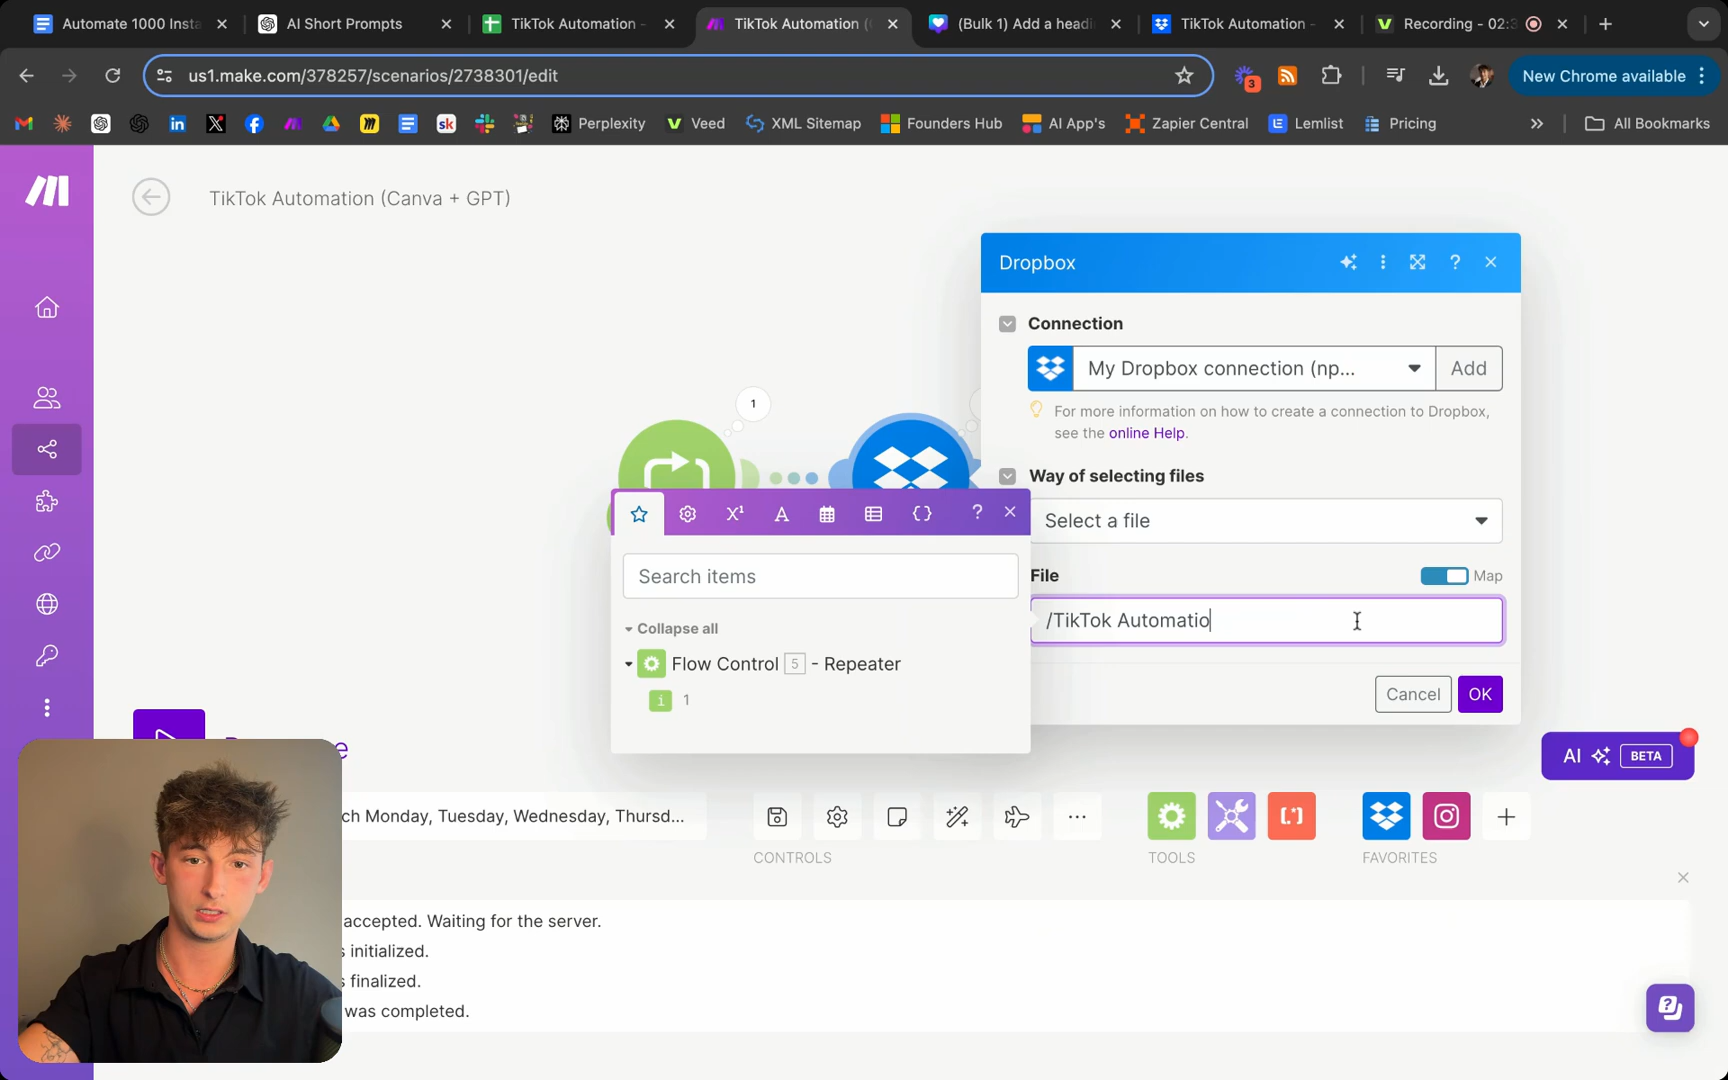 Automate 1000 Insta
AI Short Prompts
TikTok Automation -
TikTok Automation (
(Bulk 1) Add a headi
TikTok Automation -
Recording - 02:3
us1.make.com/378257/scenarios/2738301/edit
3
New Chrome available
sk
Perplexity
Veed
XML Sitemap
Founders Hub
AI App's
Zapier Central
Lemlist
Pricing
All Bookmarks
TikTok Automation (Canva + GPT)
Dropbox
Connection
My Dropbox connection (np...
Add
For more information on how to create a connection to Dropbox,
see the online Help.
1
Way of selecting files
Select a file
File
Map
/TikTok Automatio
Cancel
OK
Search items
Collapse all
Flow Control 5 - Repeater
i 1
AI BETA
ch Monday, Tuesday, Wednesday, Thursd...
CONTROLS
TOOLS
FAVORITES
accepted. Waiting for the server.
s initialized.
s finalized.
was completed.